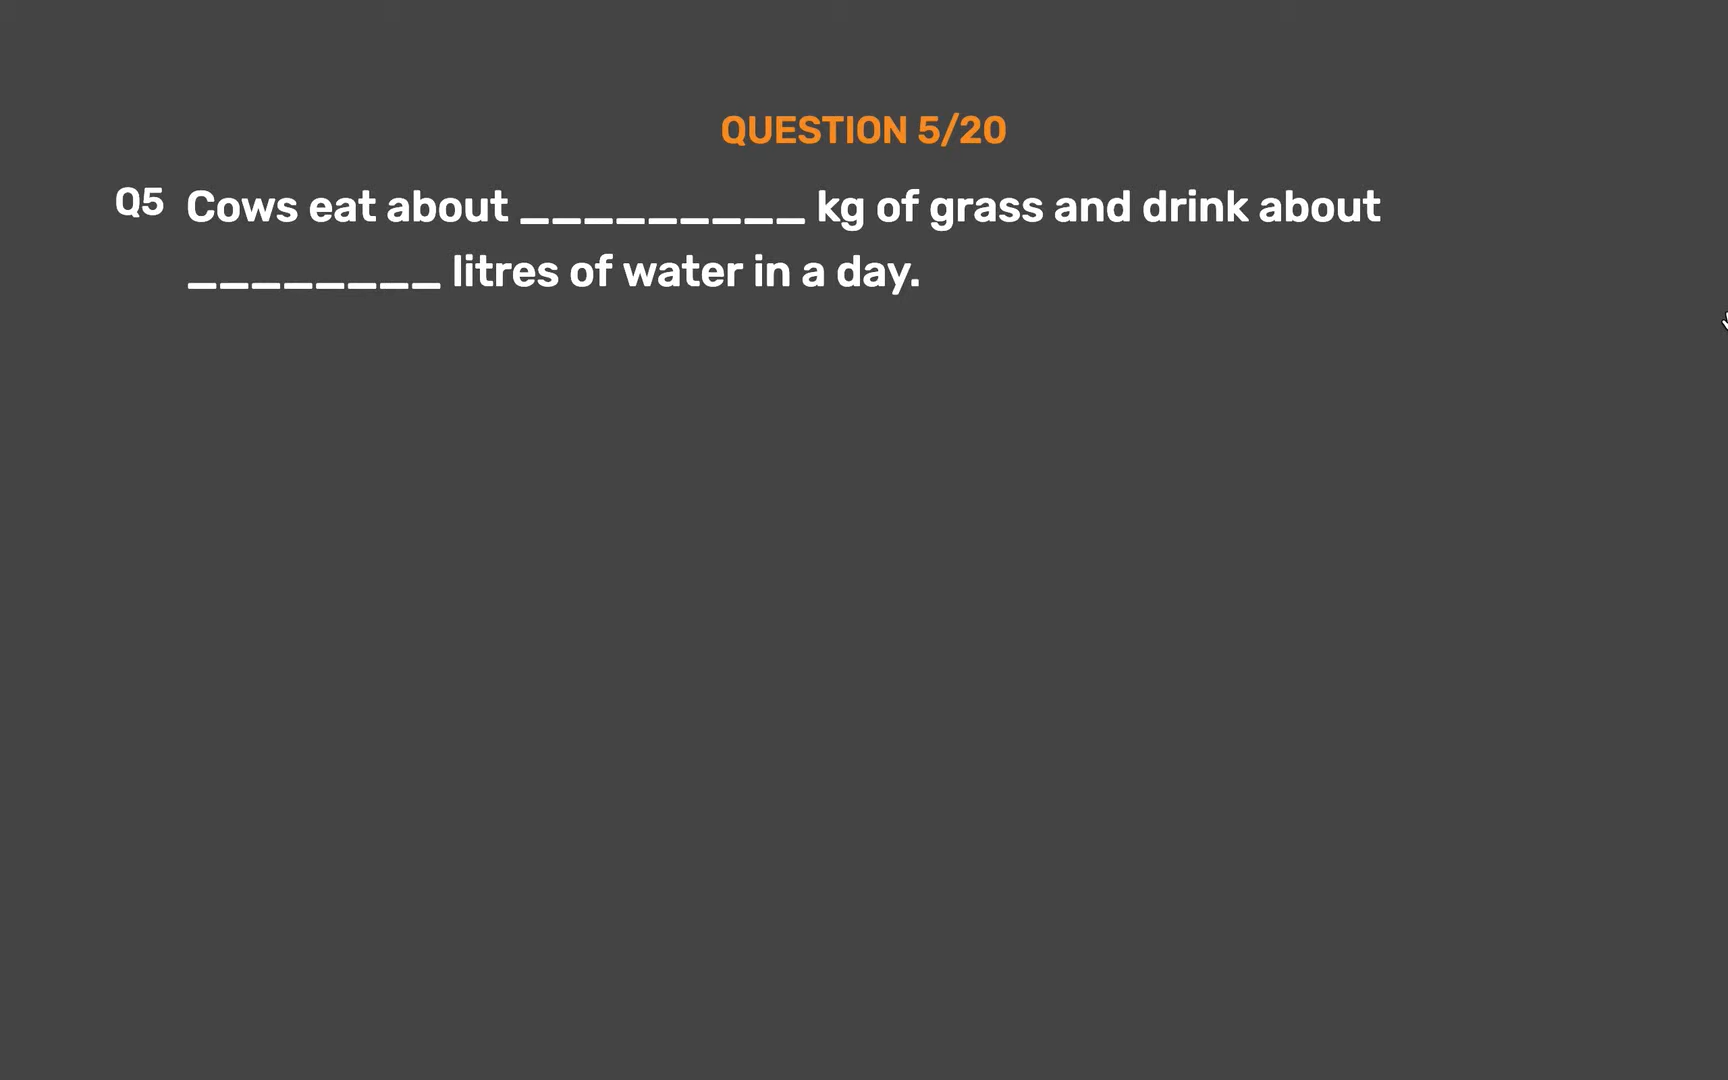 QUESTION 5/20
Q5 Cows eat about _________ kg of grass and drink about
________ litres of water in a day.